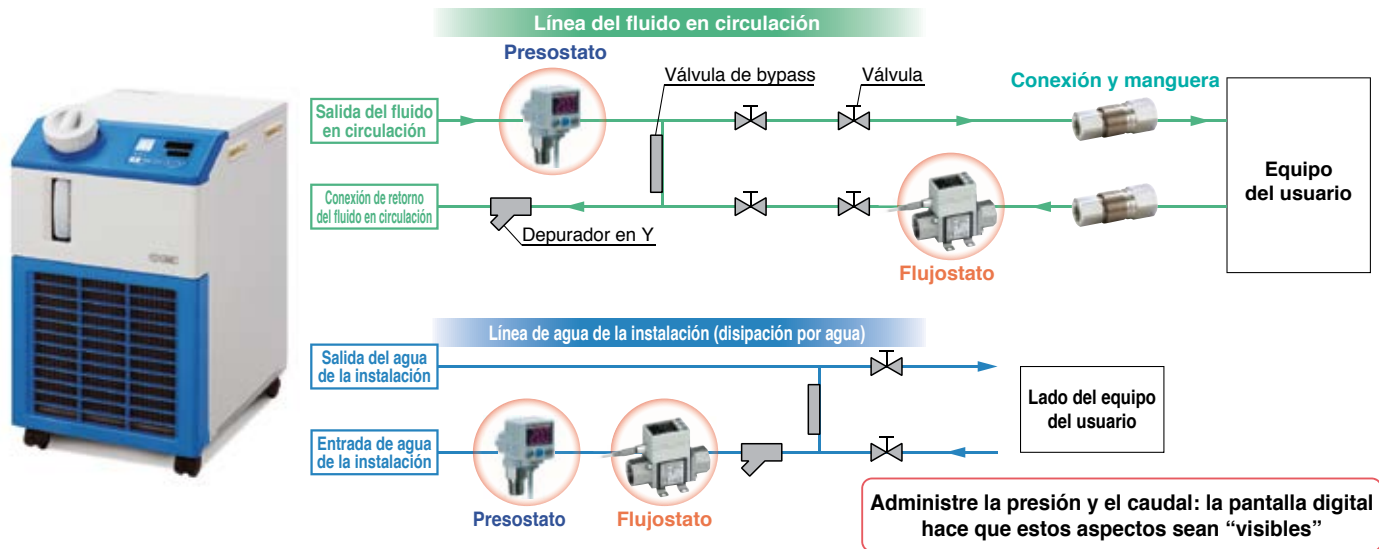 Línea del fluido en circulación
Presostato
Válvula de bypass
Válvula
Conexión y manguera
Salida del fluido
en circulación
Equipo
del usuario
Conexión de retorno
del fluido en circulación
Depurador en Y
Flujostato
Línea de agua de la instalación (disipación por agua)
Salida del agua
de la instalación
Lado del equipo
del usuario
Entrada de agua
de la instalación
Presostato
Flujostato
Administre la presión y el caudal: la pantalla digital
hace que estos aspectos sean “visibles”